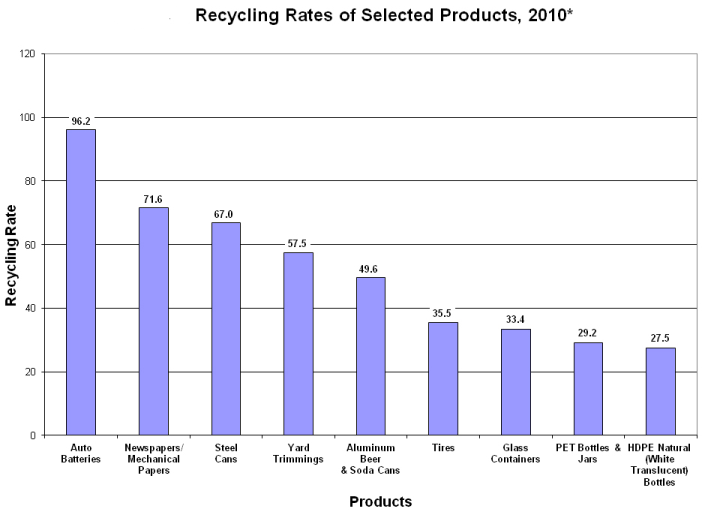 Recycling Rates of Selected Products, 2010*
120
100
80
60
40
20
0
Recycling Rate
96.2
71.6
67.0
57.5
49.6
35.5
33.4
29.2
27.5
Auto
Batteries
Newspapers/
Mechanical
Papers
Steel
Cans
Yard
Trimmings
Aluminum
Beer
& Soda Cans
Tires
Glass
Containers
PET Bottles &
Jars
HDPE Natural
(White
Translucent)
Bottles
Products